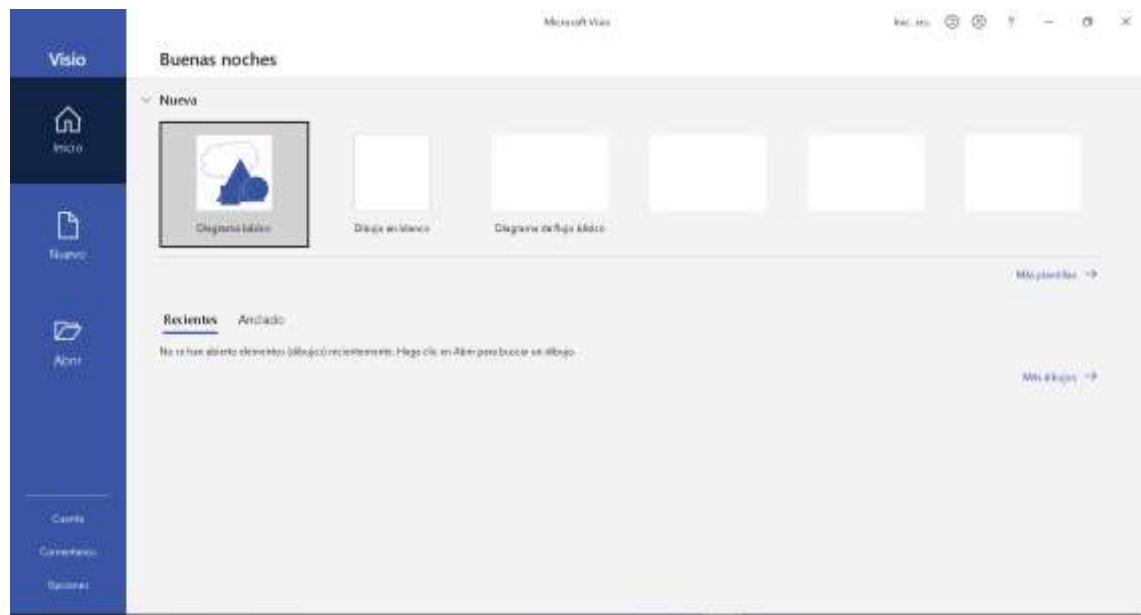 Microsoft Visio
Inic. ses.
?
Visio
Buenas noches
Inicio
Nuevo
Abrir
Cuenta
Comentarios
Opciones
Nueva
Diagrama básico
Dibujo en blanco
Diagrama de flujo básico
Más plantillas
Recientes
Anclado
No se han abierto elementos (dibujos) recientemente. Haga clic en Abrir para buscar un dibujo.
Más dibujos